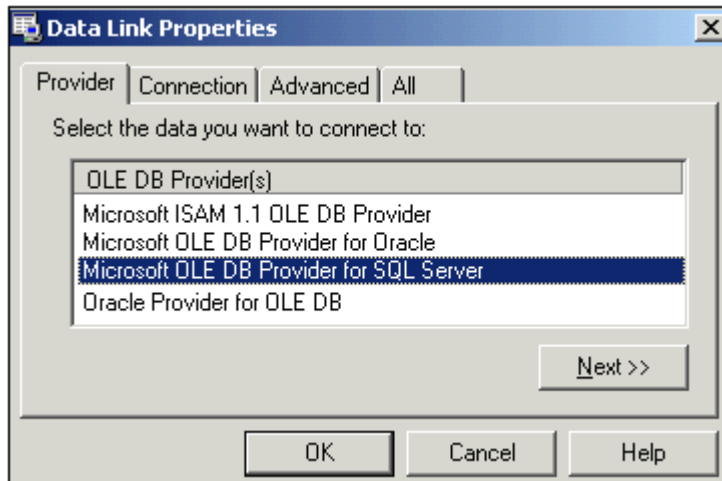 Data Link Properties
Provider Connection Advanced All
Select the data you want to connect to:
OLE DB Provider(s)
Microsoft ISAM 1.1 OLE DB Provider
Microsoft OLE DB Provider for Oracle
Microsoft OLE DB Provider for SQL Server
Oracle Provider for OLE DB
Next >>
OK Cancel Help